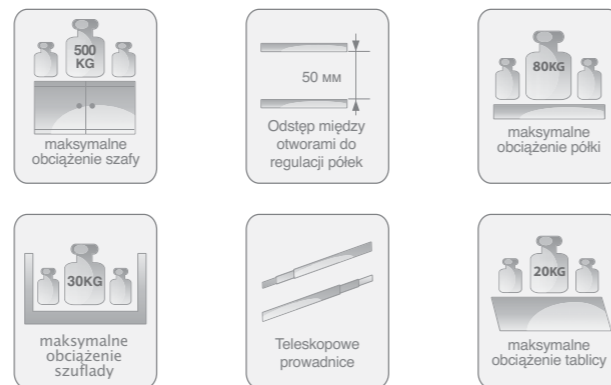 500
KG
maksymalne
obciążenie szafy
50 мм
Odstęp między
otworami do
regulacji półek
80KG
maksymalne
obciążenie półki
30KG
maksymalne
obciążenie
szuflady
Teleskopowe
prowadnice
20KG
maksymalne
obciążenie tablicy